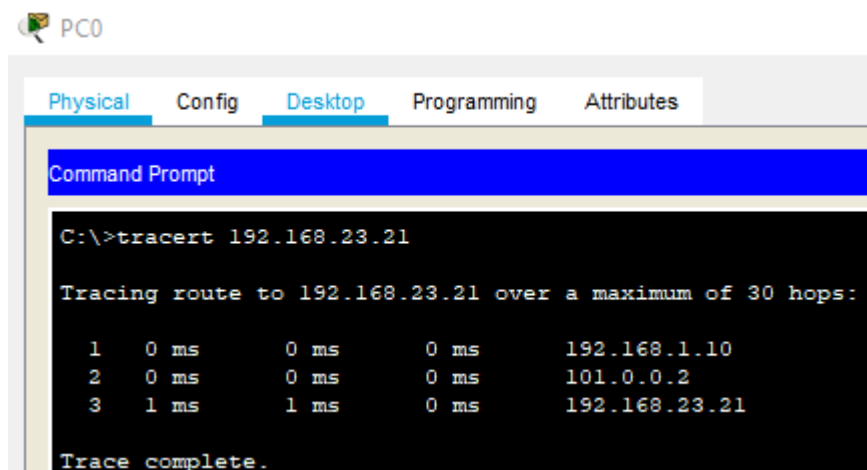 PC0
Physical Config Desktop Programming Attributes
Command Prompt
C:\>tracert 192.168.23.21
Tracing route to 192.168.23.21 over a maximum of 30 hops:
1 0 ms 0 ms 0 ms 192.168.1.10
2 0 ms 0 ms 0 ms 101.0.0.2
3 1 ms 1 ms 0 ms 192.168.23.21
Trace complete.